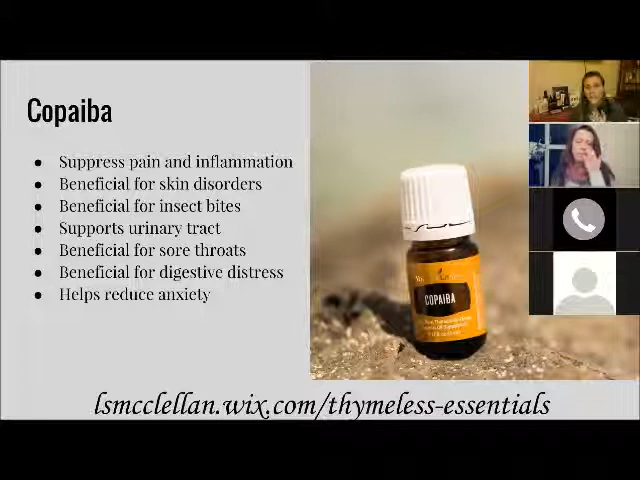 Copaiba
Suppress pain and inflammation
Beneficial for skin disorders
Beneficial for insect bites
Supports urinary tract
Beneficial for sore throats
Beneficial for digestive distress
Helps reduce anxiety
COPAIBA
lsmcclellan.wix.com/thymeless-essentials